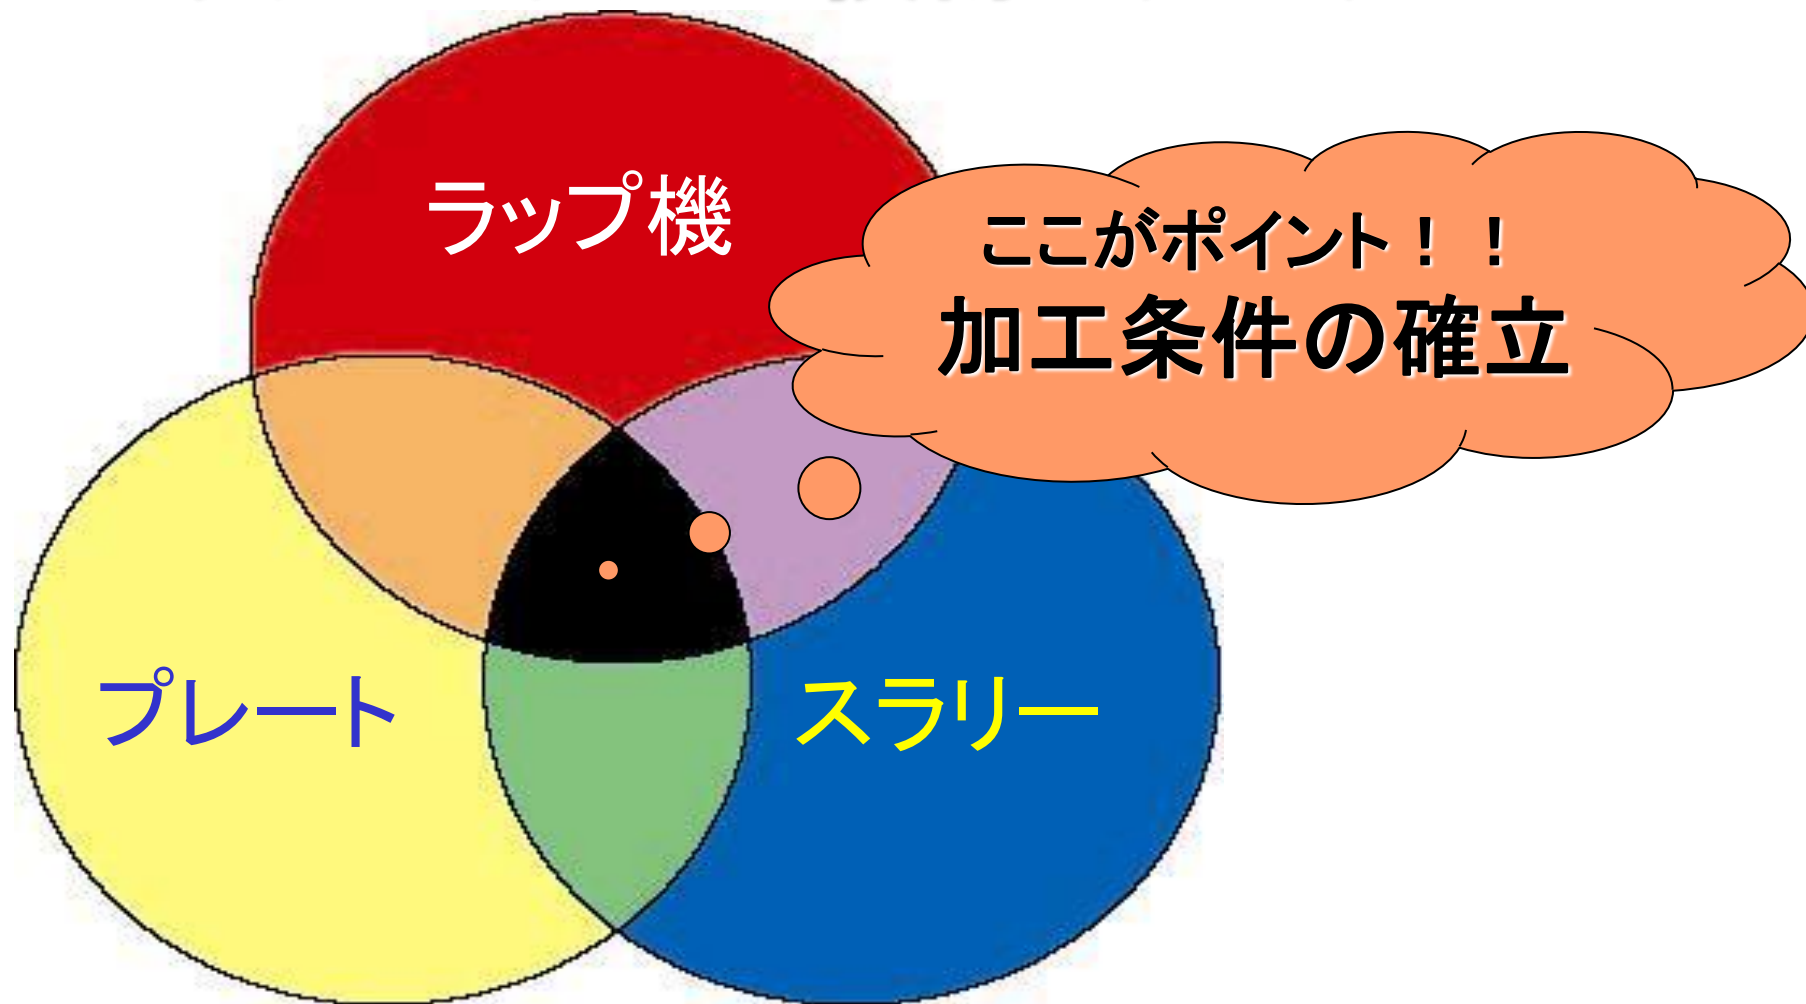 ラップ機
ここがポイント！！
加工条件の確立
プレート
スラリー